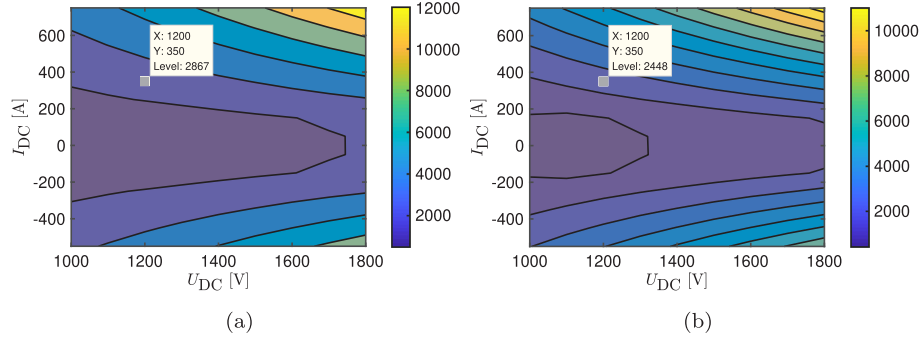 600
400
200
0
-200
-400
1000
1200
1400
1600
1800
I_DC [A]
U_DC [V]
X: 1200
Y: 350
Level: 2867
12000
10000
8000
6000
4000
2000
(a)
600
400
200
0
-200
-400
1000
1200
1400
1600
1800
I_DC [A]
U_DC [V]
X: 1200
Y: 350
Level: 2448
10000
8000
6000
4000
2000
(b)